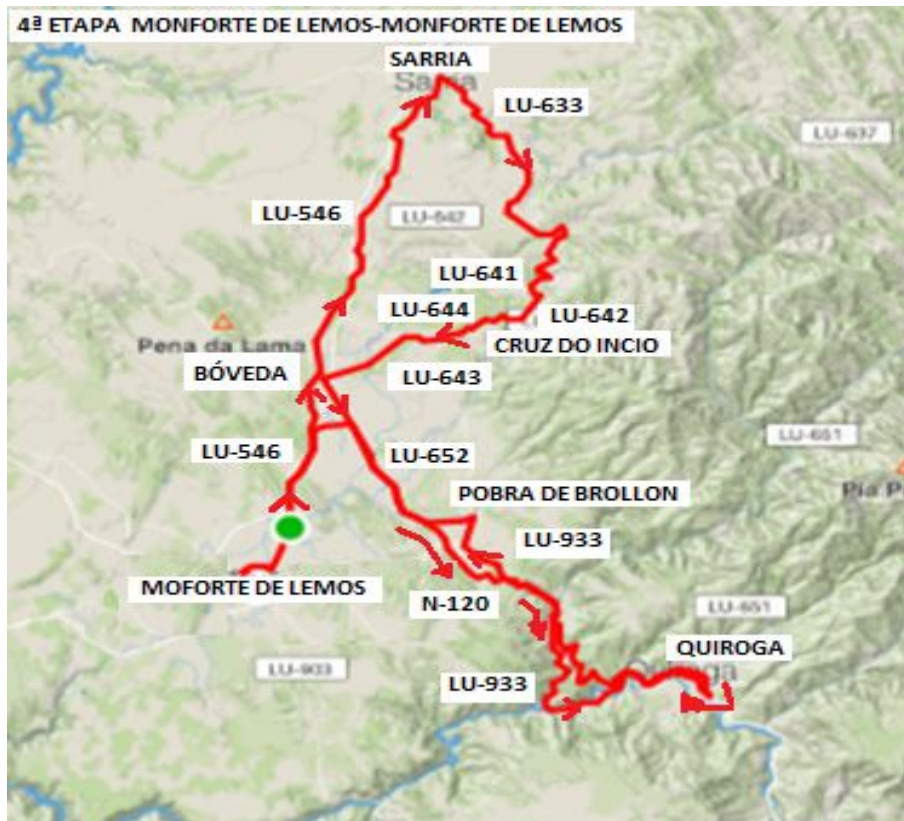 4ª ETAPA MONFORTE DE LEMOS-MONFORTE DE LEMOS
SARRIA
Sarria
LU-633
LU-637
LU-546
LU-642
LU-641
LU-644
LU-642
Pena da Lama
CRUZ DO INCIO
BÓVEDA
LU-643
LU-546
LU-652
LU-651
POBRA DE BROLLON
Pia P
LU-933
MOFORTE DE LEMOS
N-120
LU-651
QUIROGA
Quiroga
LU-903
LU-933